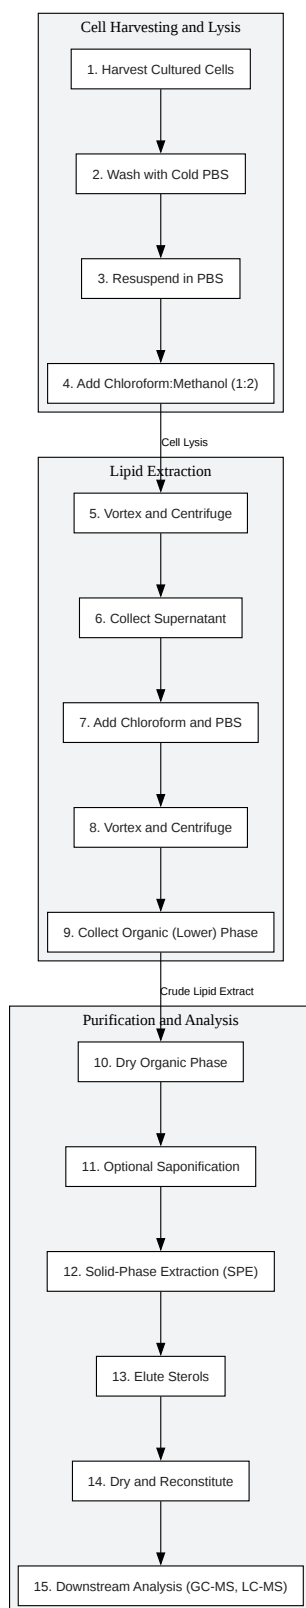 Cell Harvesting and Lysis
1. Harvest Cultured Cells
2. Wash with Cold PBS
3. Resuspend in PBS
4. Add Chloroform:Methanol (1:2)
Cell Lysis
Lipid Extraction
5. Vortex and Centrifuge
6. Collect Supernatant
7. Add Chloroform and PBS
8. Vortex and Centrifuge
9. Collect Organic (Lower) Phase
Crude Lipid Extract
Purification and Analysis
10. Dry Organic Phase
11. Optional Saponification
12. Solid-Phase Extraction (SPE)
13. Elute Sterols
14. Dry and Reconstitute
15. Downstream Analysis (GC-MS, LC-MS)